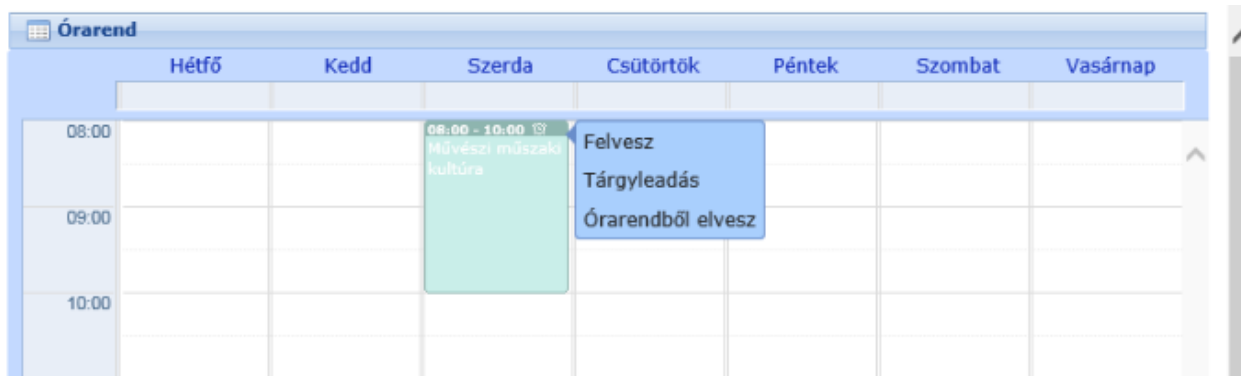 Órarend
Hétfő Kedd Szerda Csütörtök Péntek Szombat Vasárnap
08:00
08:00 - 10:00
Művészi műszaki
kultúra
Felvesz
Tárgyleadás
Órarendből elvesz
09:00
10:00